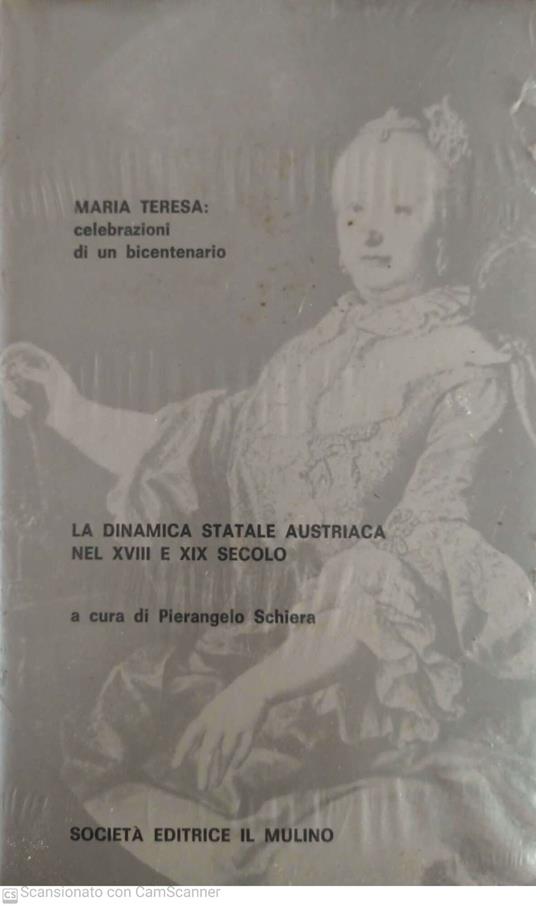 MARIA TERESA:
celebrazioni
di un bicentenario
LA DINAMICA STATALE AUSTRIACA
NEL XVIII E XIX SECOLO
a cura di Pierangelo Schiera
SOCIETÀ EDITRICE IL MULINO
CS Scansionato con CamScanner